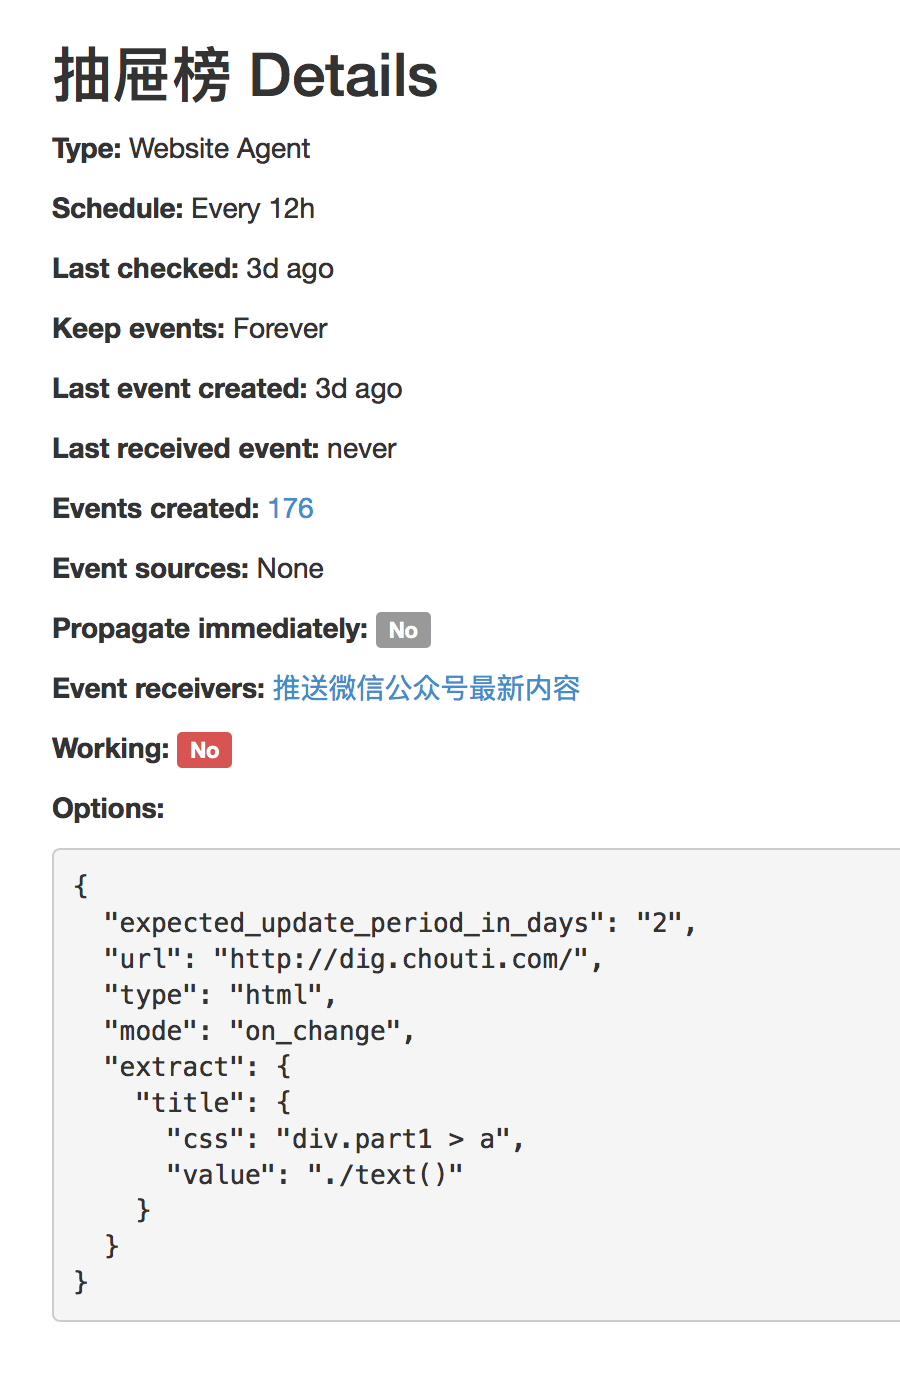 抽屉榜 Details
Type: Website Agent
Schedule: Every 12h
Last checked: 3d ago
Keep events: Forever
Last event created: 3d ago
Last received event: never
Events created: 176
Event sources: None
Propagate immediately: No
Event receivers: 推送微信公众号最新内容
Working: No
Options:
{
  "expected_update_period_in_days": "2",
  "url": "http://dig.chouti.com/",
  "type": "html",
  "mode": "on_change",
  "extract": {
    "title": {
      "css": "div.part1 > a",
      "value": "./text()"
    }
  }
}